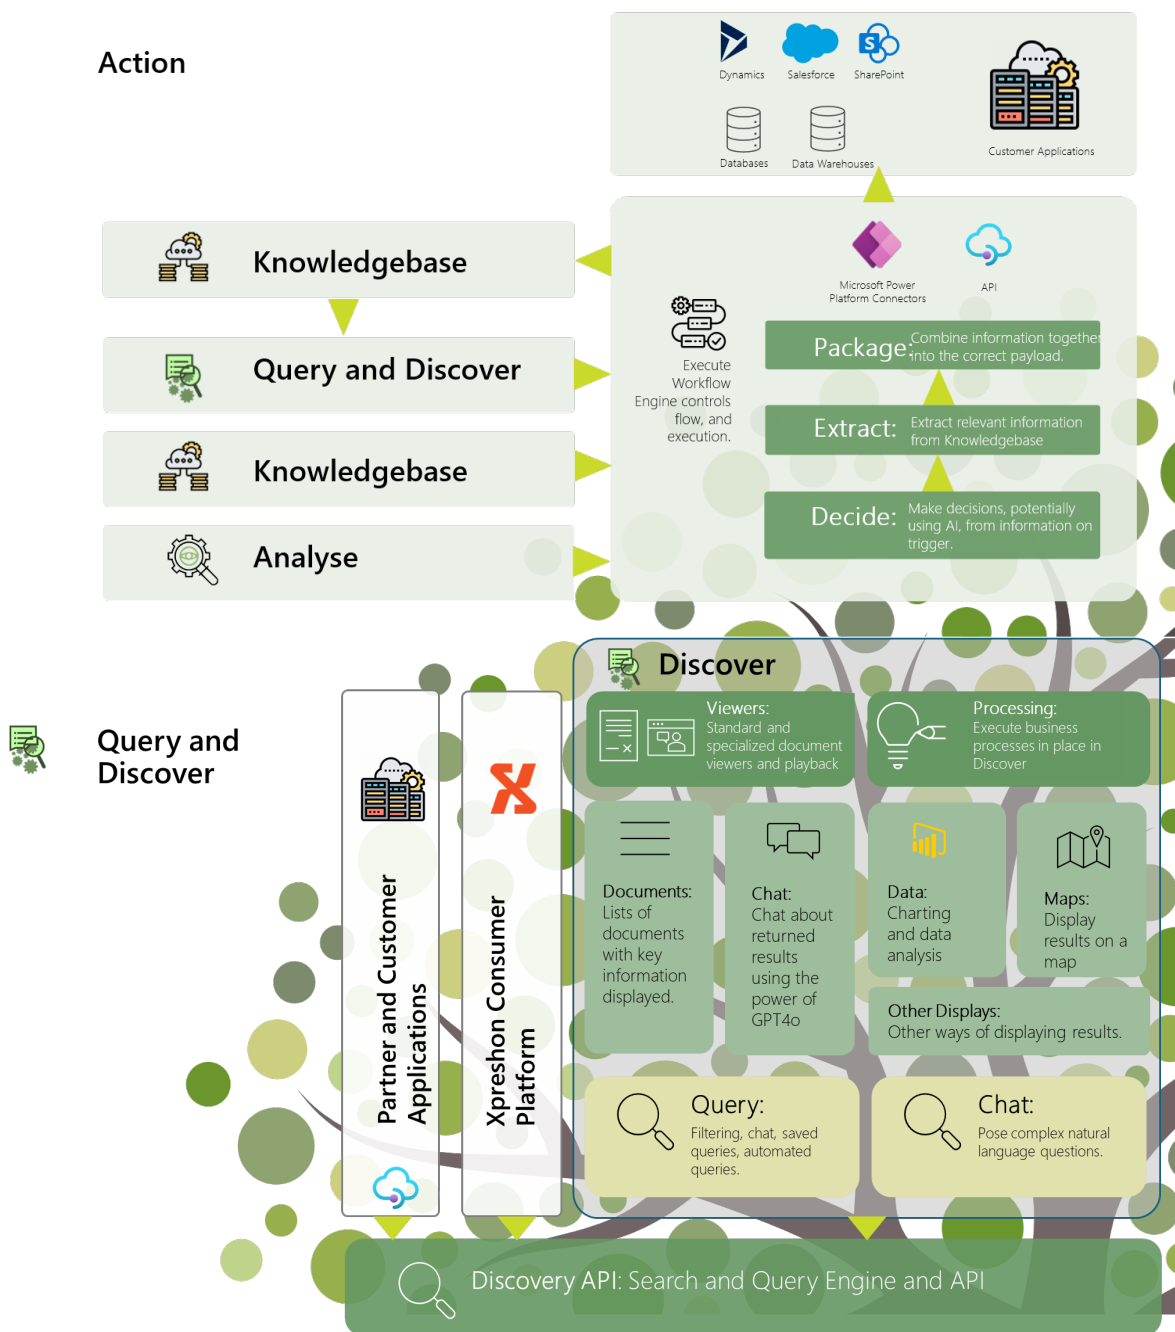 Action
Dynamics
Salesforce
SharePoint
Databases
Data Warehouses
Customer Applications
Knowledgebase
Query and Discover
Knowledgebase
Analyse
Microsoft Power
Platform Connectors
API
Execute
Workflow
Engine controls
flow, and
execution.
Package:
Combine information together
into the correct payload.
Extract:
Extract relevant information
from Knowledgebase
Decide:
Make decisions, potentially
using AI, from information on
trigger.
Query and
Discover
Partner and Customer
Applications
Xpreshon Consumer
Platform
Discover
Viewers:
Standard and
specialized document
viewers and playback
Processing:
Execute business
processes in place in
Discover
Documents:
Lists of
documents
with key
information
displayed.
Chat:
Chat about
returned
results
using the
power of
GPT4o
Data:
Charting
and data
analysis
Maps:
Display
results on a
map
Other Displays:
Other ways of displaying results.
Query:
Filtering, chat, saved
queries, automated
queries.
Chat:
Pose complex natural
language questions.
Discovery API: Search and Query Engine and API